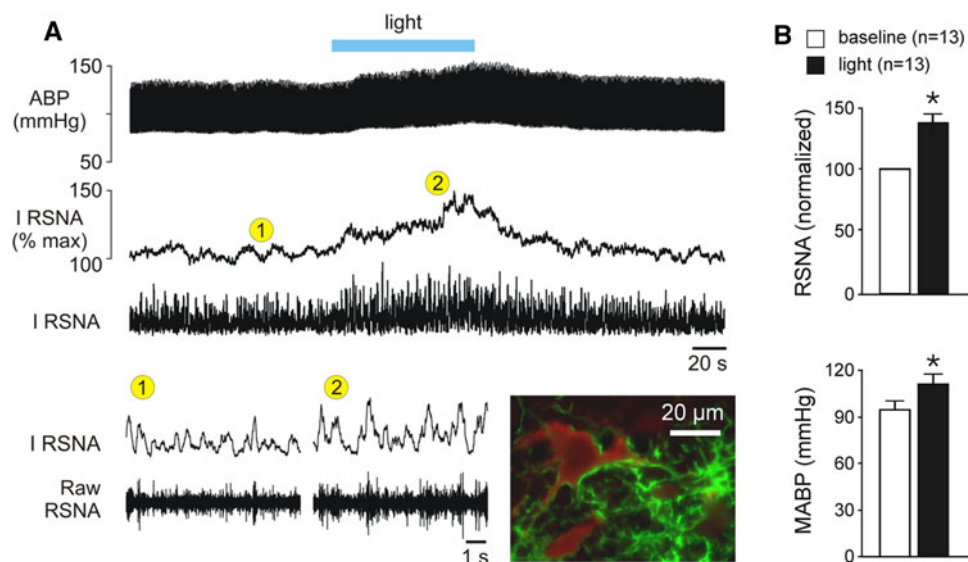 A
light
150
ABP
(mmHg)
50
150
I RSNA
(% max)
100
1
2
I RSNA
20 s
1
2
I RSNA
Raw
RSNA
1 s
20 µm
B
baseline (n=13)
light (n=13)
RSNA (normalized)
150
100
50
0
*
MABP (mmHg)
120
90
60
30
0
*